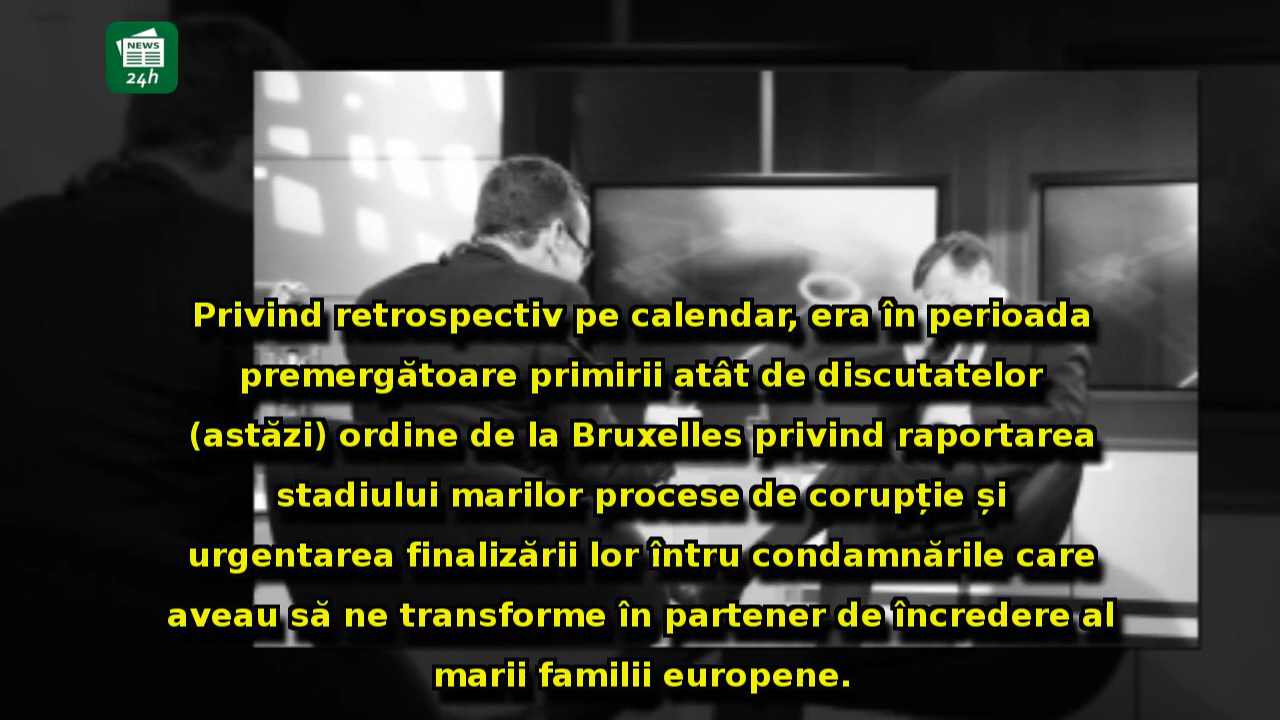 NEWS
24h
Privind retrospectiv pe calendar, era în perioada
premergătoare primirii atât de discutatelor
(astăzi) ordine de la Bruxelles privind raportarea
stadiului marilor procese de corupție și
urgentarea finalizării lor întru condamnările care
aveau să ne transforme în partener de încredere al
marii familii europene.